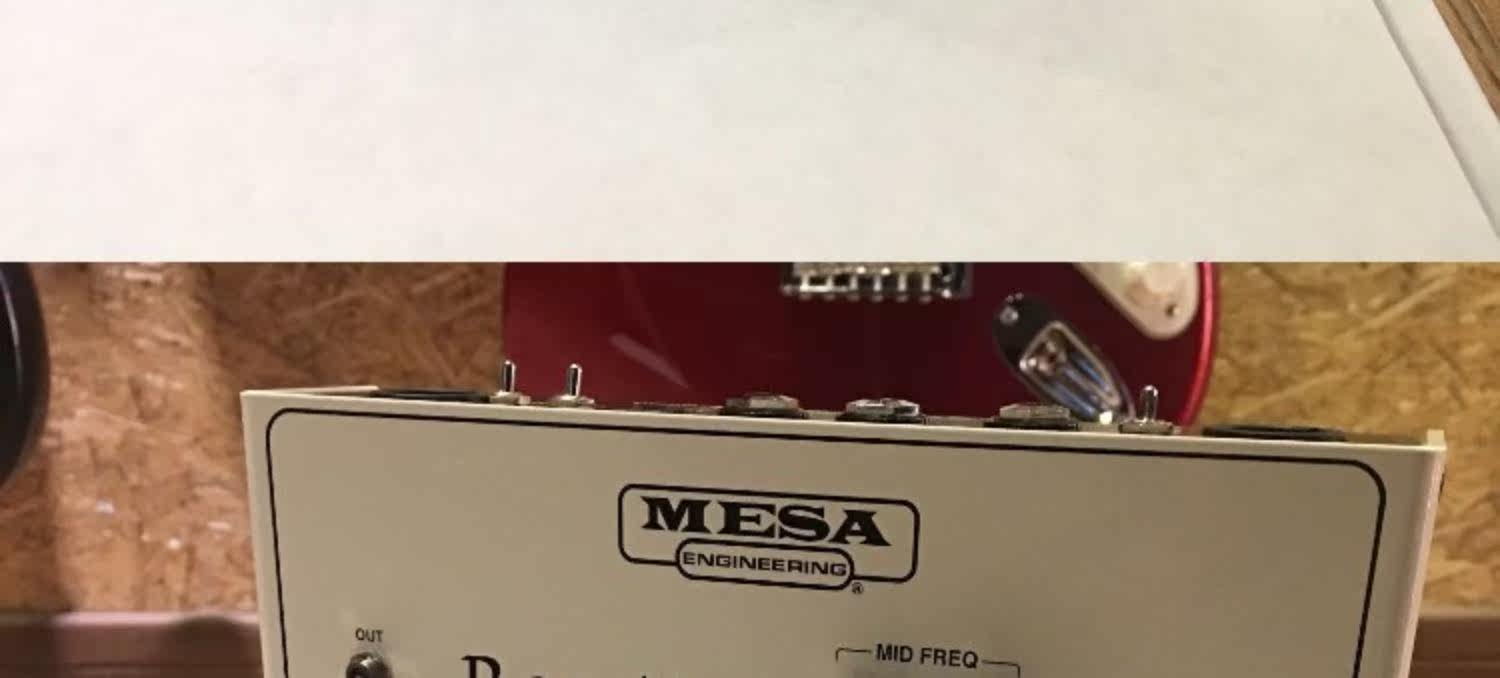 MESA
ENGINEERING
®
OUT
MID FREQ